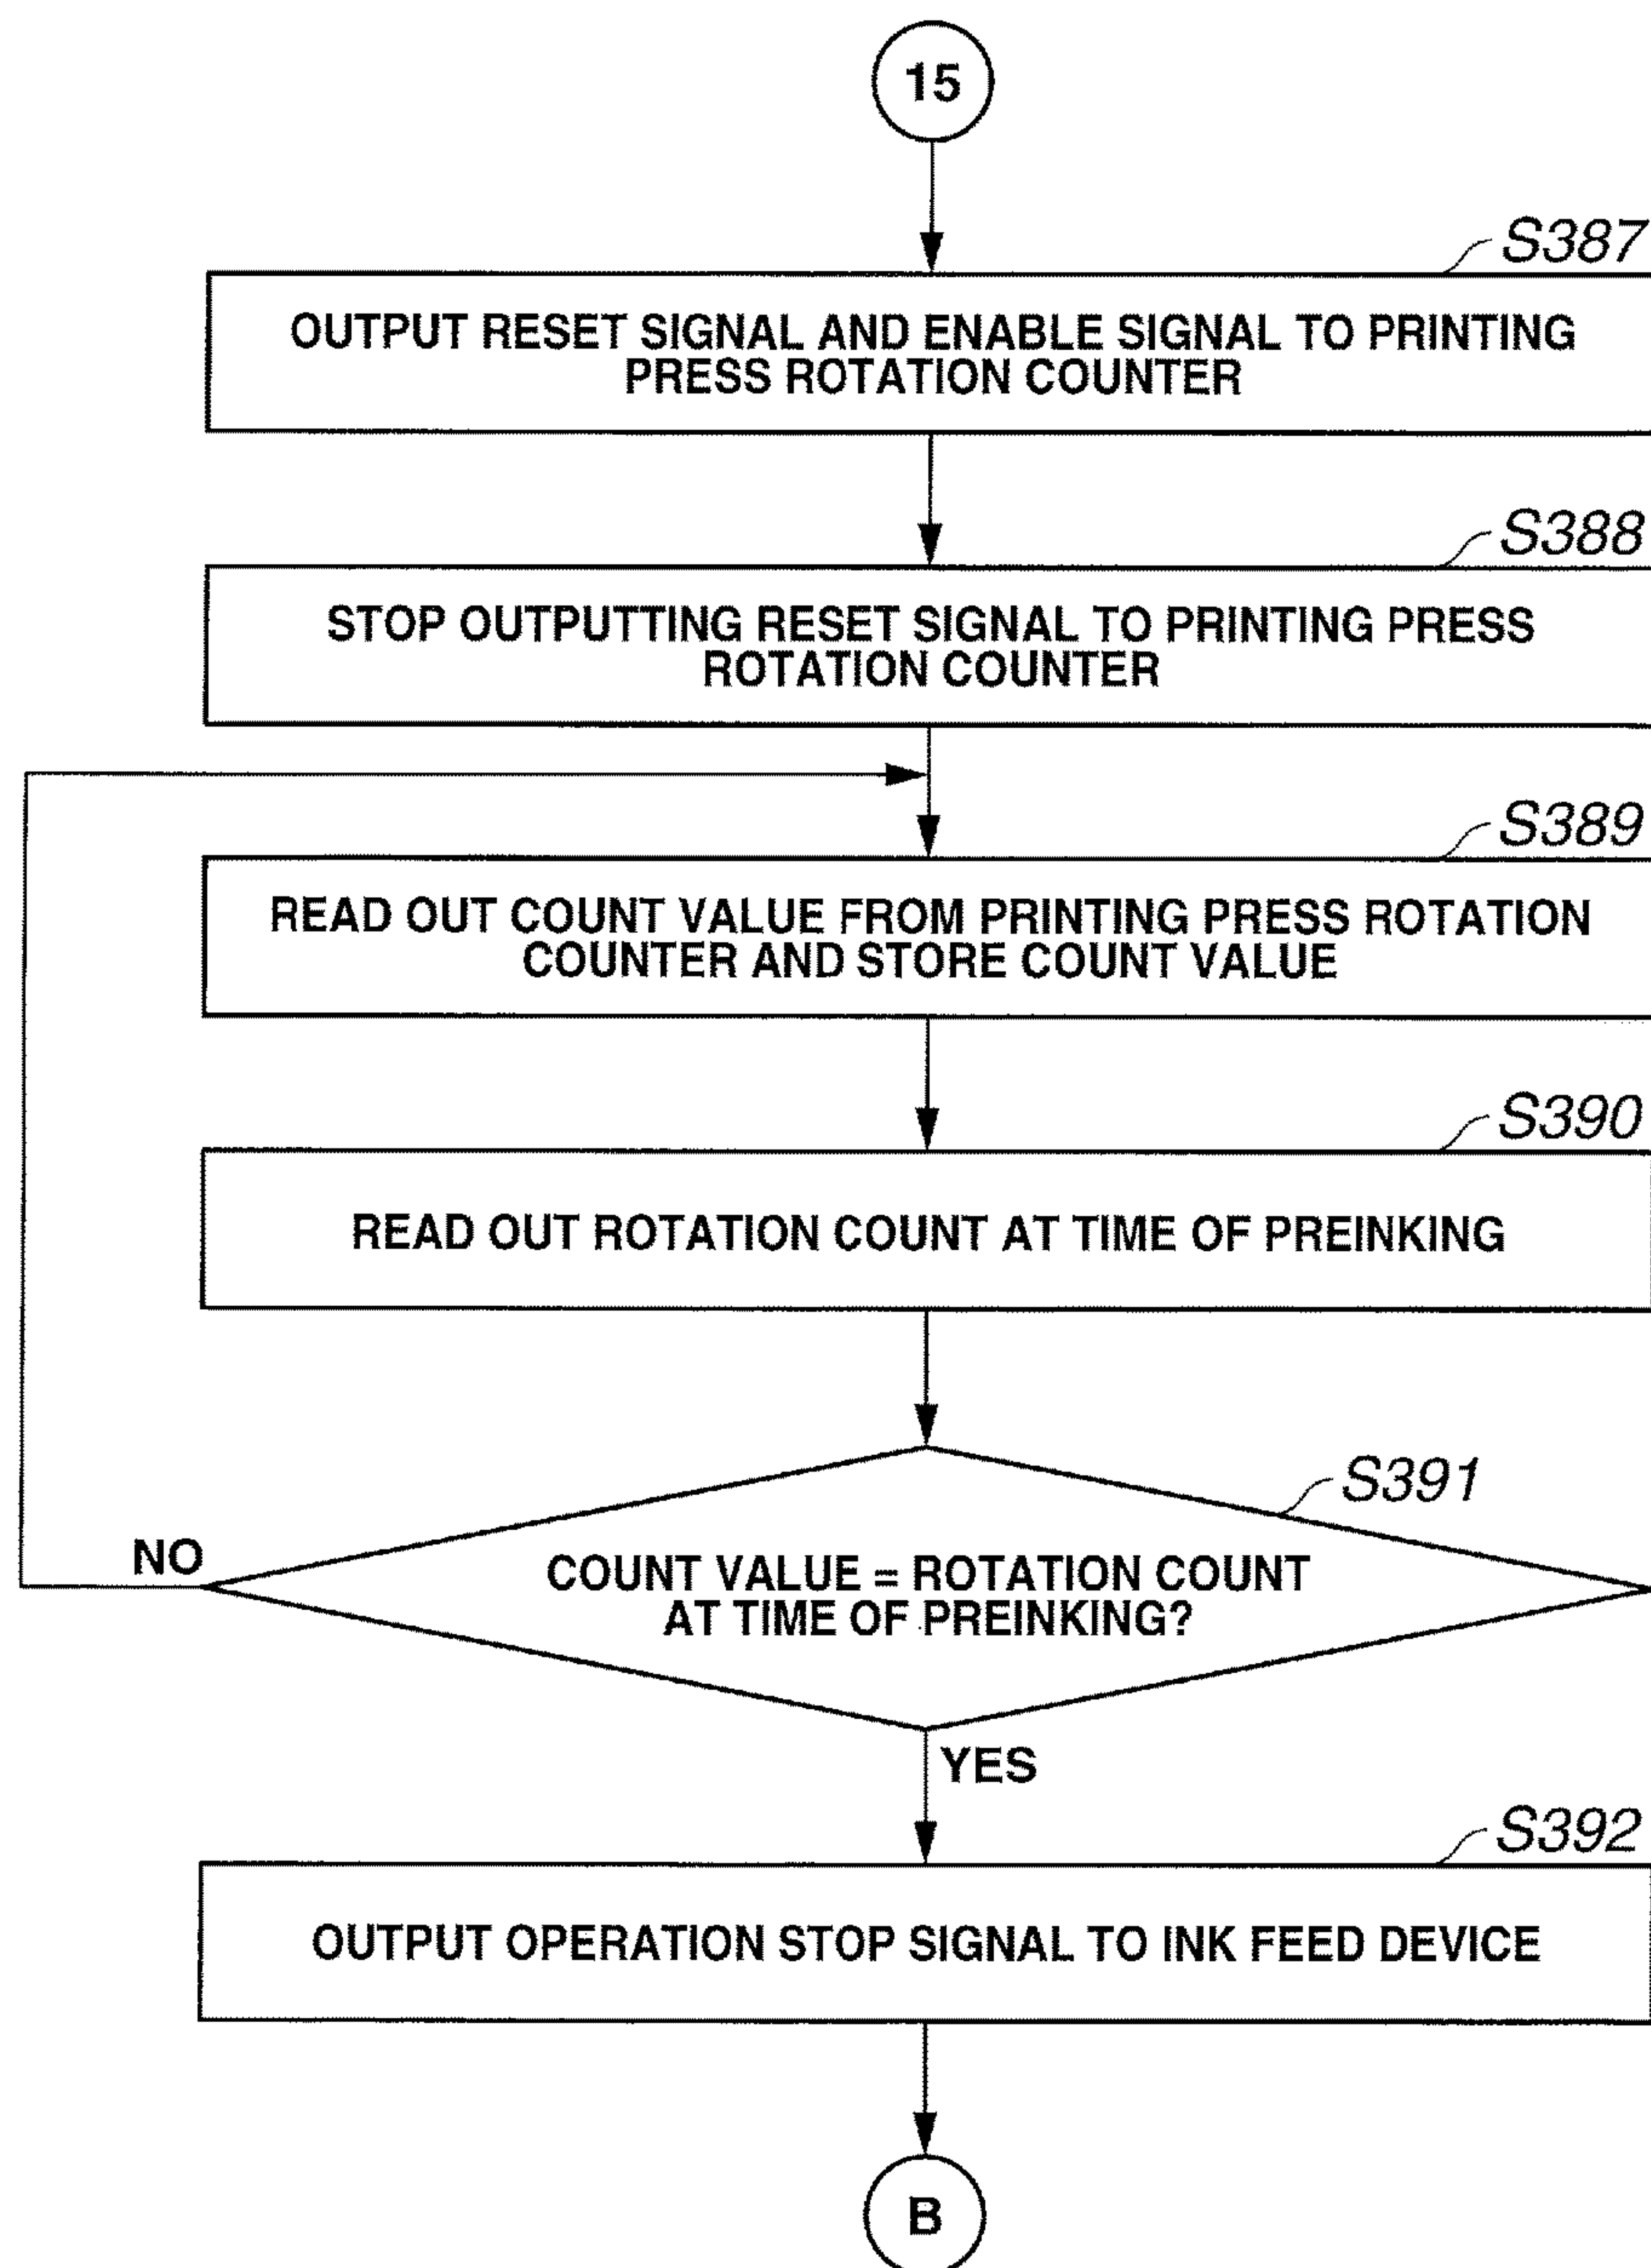 15
S387
OUTPUT RESET SIGNAL AND ENABLE SIGNAL TO PRINTING
PRESS ROTATION COUNTER
S388
STOP OUTPUTTING RESET SIGNAL TO PRINTING PRESS
ROTATION COUNTER
S389
READ OUT COUNT VALUE FROM PRINTING PRESS ROTATION
COUNTER AND STORE COUNT VALUE
S390
READ OUT ROTATION COUNT AT TIME OF PREINKING
S391
NO
COUNT VALUE = ROTATION COUNT
AT TIME OF PREINKING?
YES
S392
OUTPUT OPERATION STOP SIGNAL TO INK FEED DEVICE
B